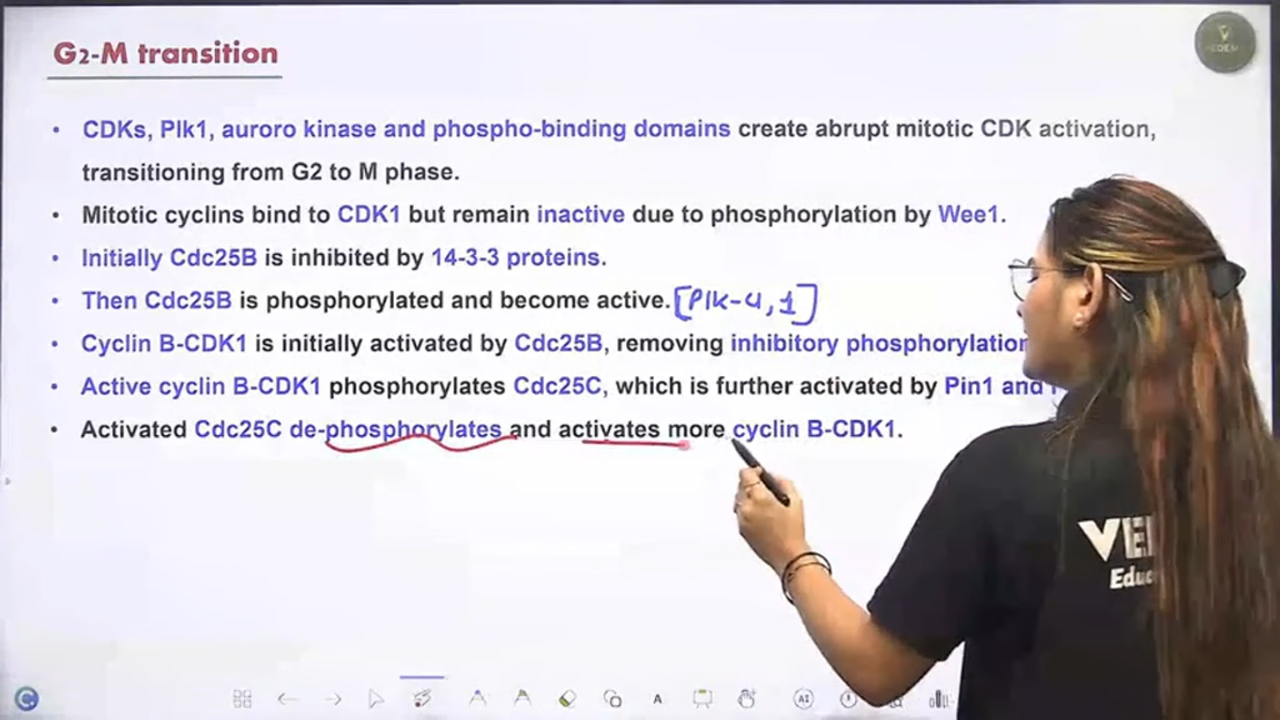 G2-M transition
VEDEMY
• CDKs, Plk1, auroro kinase and phospho-binding domains create abrupt mitotic CDK activation,
transitioning from G2 to M phase.
• Mitotic cyclins bind to CDK1 but remain inactive due to phosphorylation by Wee1.
• Initially Cdc25B is inhibited by 14-3-3 proteins.
• Then Cdc25B is phosphorylated and become active. [Plk-4,1]
• Cyclin B-CDK1 is initially activated by Cdc25B, removing inhibitory phosphorylation
• Active cyclin B-CDK1 phosphorylates Cdc25C, which is further activated by Pin1 and
• Activated Cdc25C de-phosphorylates and activates more cyclin B-CDK1.
A
AI